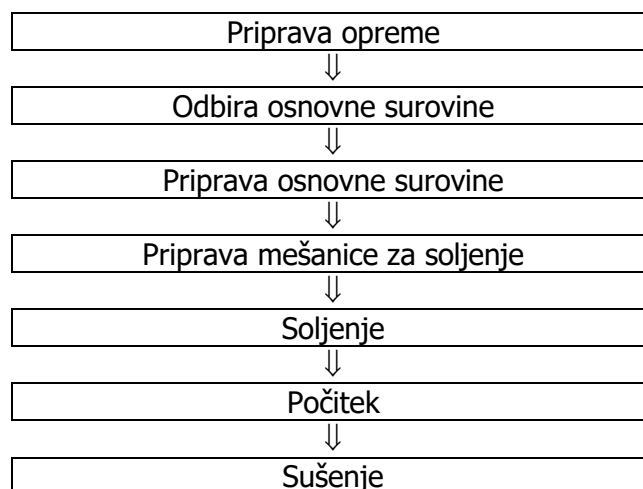 Priprava opreme
⇓
Odbira osnovne surovine
⇓
Priprava osnovne surovine
⇓
Priprava mešanice za soljenje
⇓
Soljenje
⇓
Počitek
⇓
Sušenje